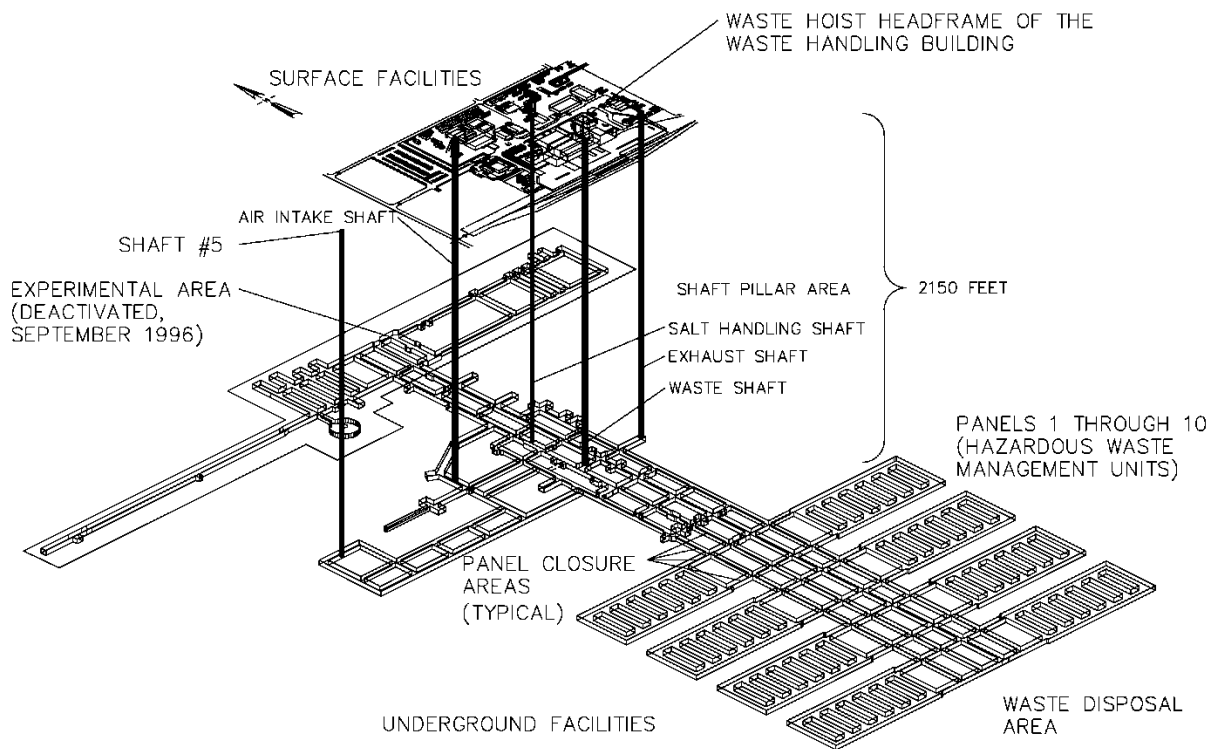 WASTE HOIST HEADFRAME OF THE
WASTE HANDLING BUILDING
SURFACE FACILITIES
AIR INTAKE SHAFT
SHAFT #5
EXPERIMENTAL AREA
(DEACTIVATED,
SEPTEMBER 1996)
SHAFT PILLAR AREA
2150 FEET
SALT HANDLING SHAFT
EXHAUST SHAFT
WASTE SHAFT
PANELS 1 THROUGH 10
(HAZARDOUS WASTE
MANAGEMENT UNITS)
PANEL CLOSURE
AREAS
(TYPICAL)
WASTE DISPOSAL
AREA
UNDERGROUND FACILITIES